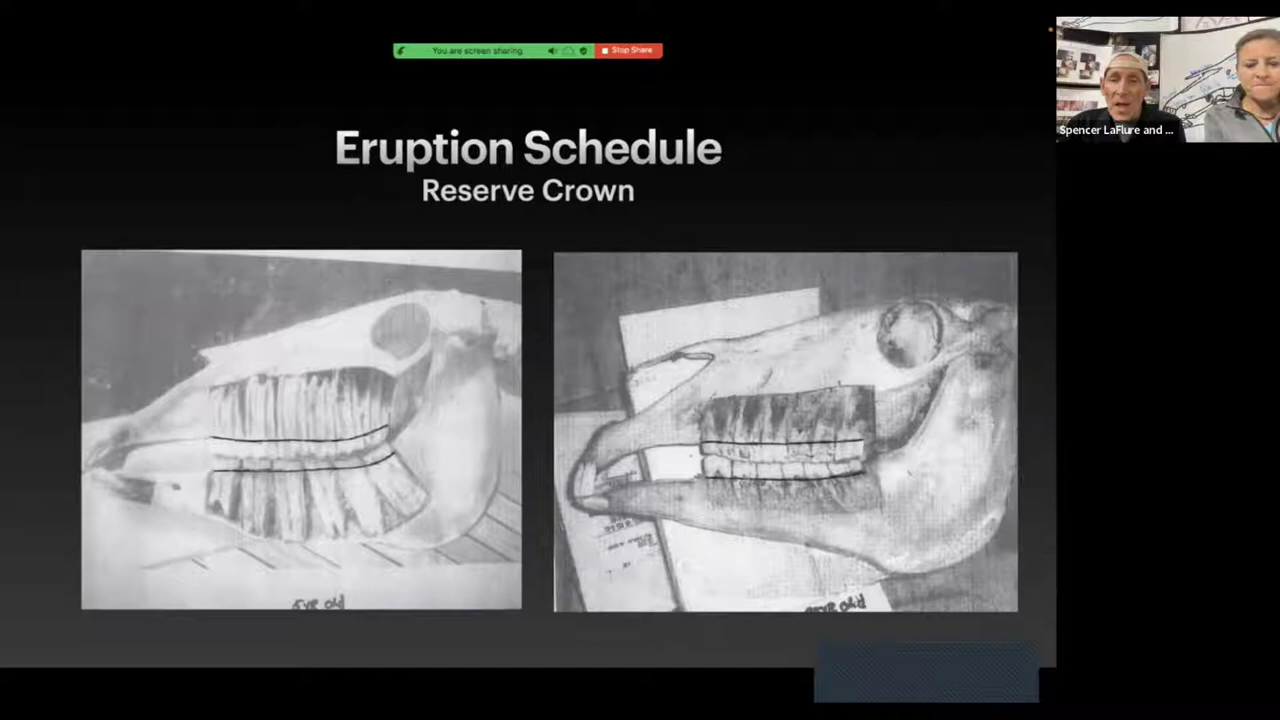 You are screen sharing
Stop Share
Spencer LaFlure and ...
Eruption Schedule
Reserve Crown